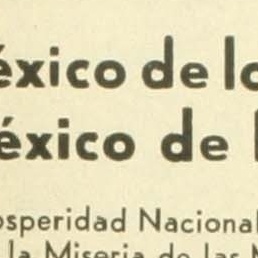 éxico de lo
éxico de l
osperidad Nacional
la Miseria de las M